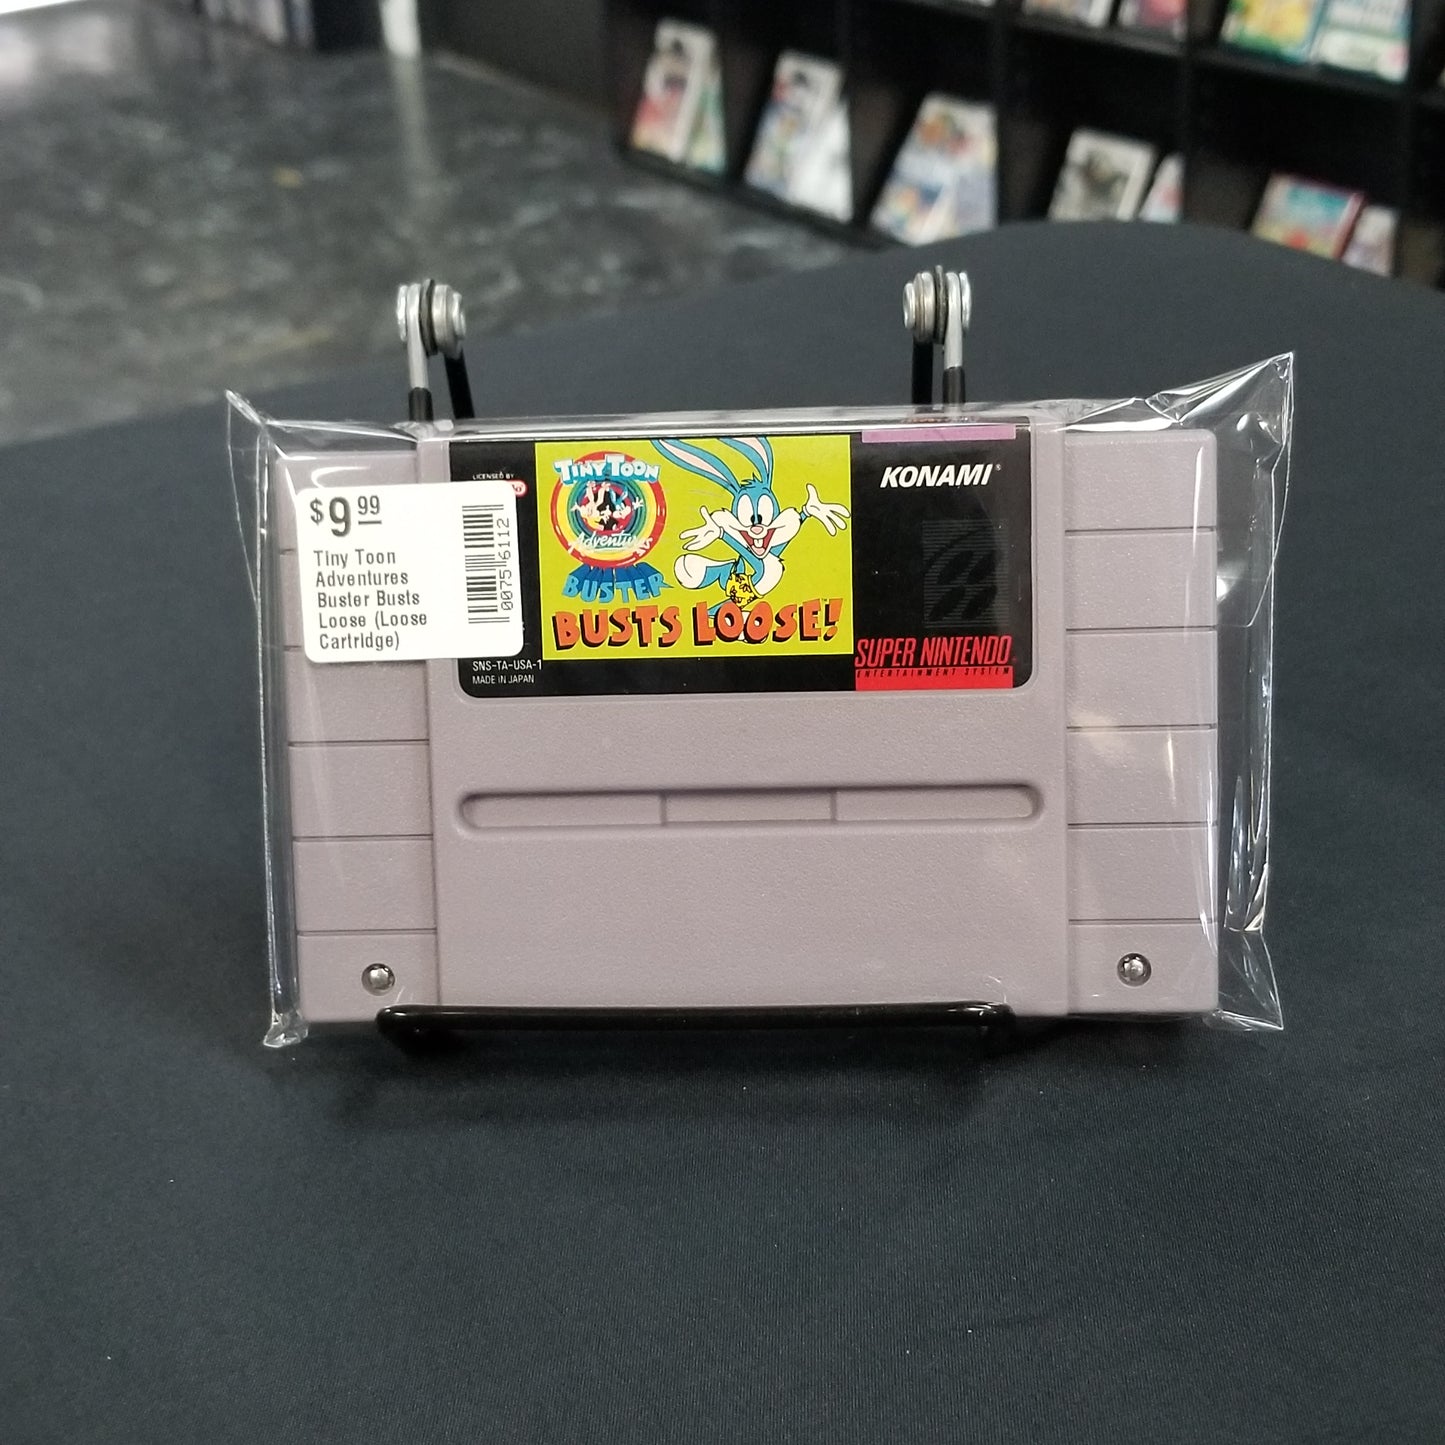 $9.99
Tiny Toon
Adventures
Buster Busts
Loose (Loose
Cartridge)
00756112
LICENSED BY
TINY TOON
Adventures
BUSTER
BUSTS LOOSE!
KONAMI®
SUPER NINTENDO
ENTERTAINMENT SYSTEM
SNS-TA-USA-1
MADE IN JAPAN